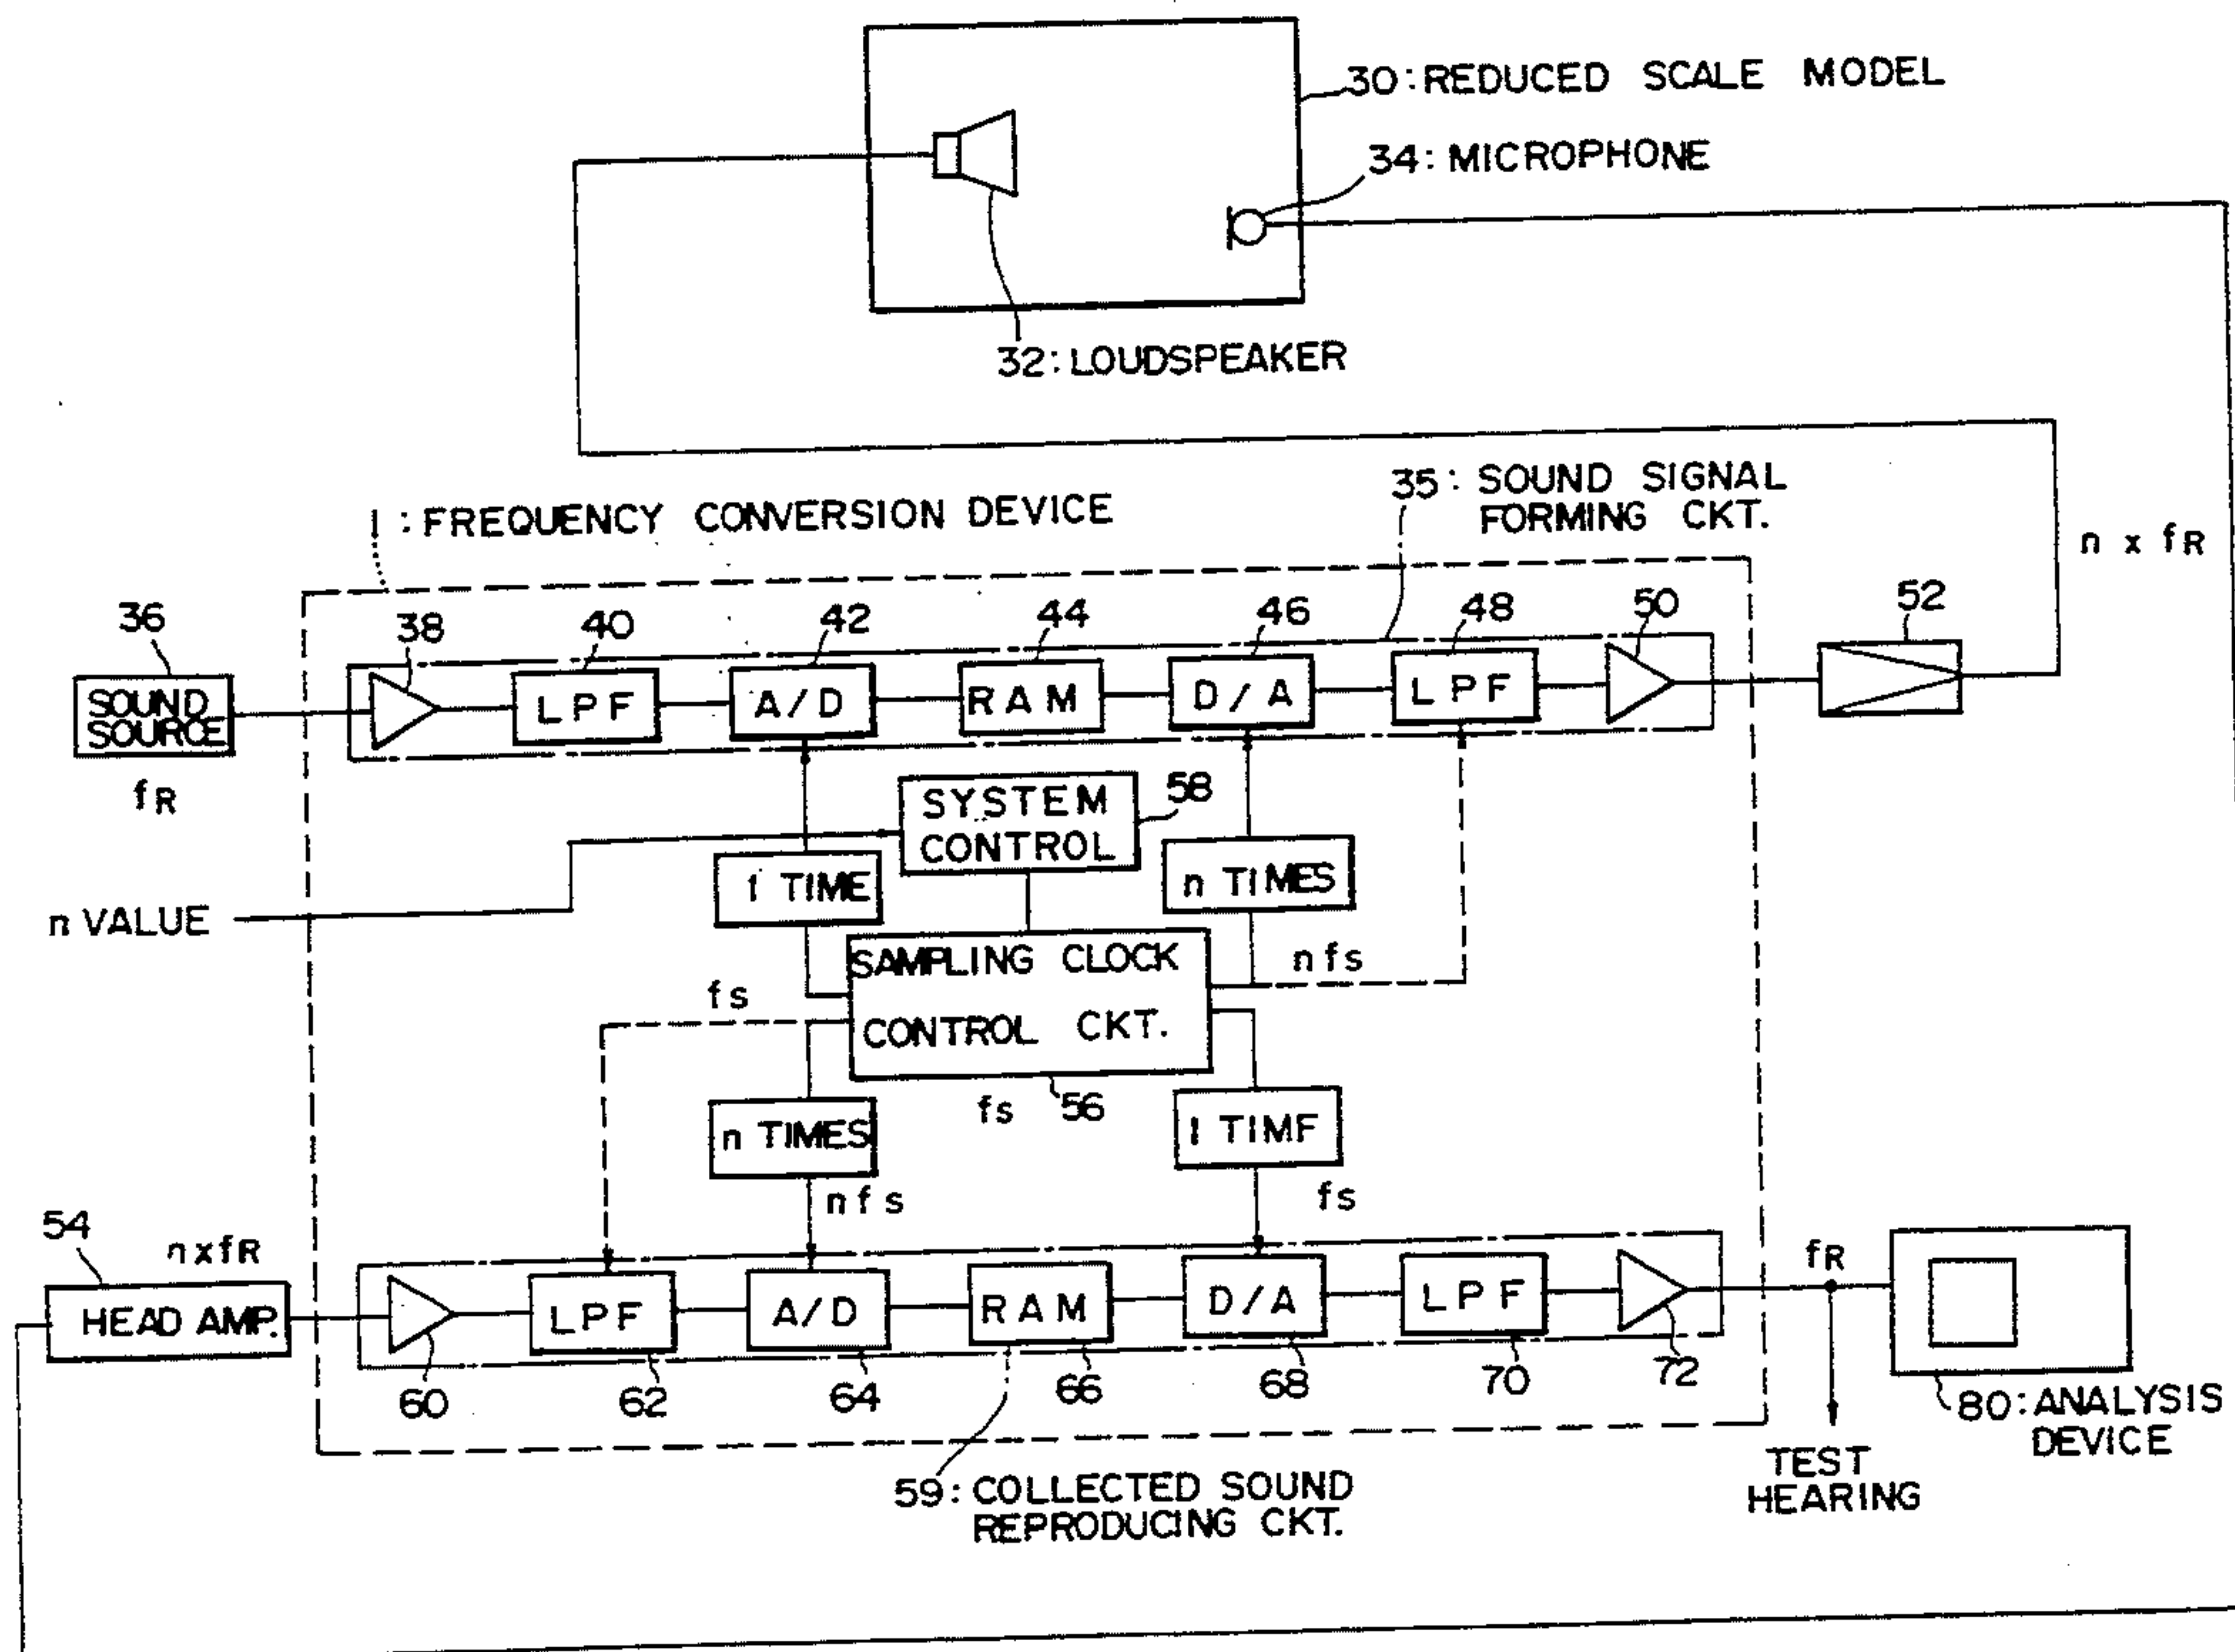 30: REDUCED SCALE MODEL
34: MICROPHONE
32: LOUDSPEAKER
35: SOUND SIGNAL
FORMING CKT.
1: FREQUENCY CONVERSION DEVICE
n x fR
36
38
40
42
44
46
48
50
52
SOUND
SOURCE
LPF
A/D
RAM
D/A
LPF
fR
SYSTEM
CONTROL
58
1 TIME
n TIMES
n VALUE
SAMPLING CLOCK
CONTROL CKT.
nfs
fs
fs
56
n TIMES
1 TIMF
nfs
fs
54
nxfR
fR
HEAD AMP.
LPF
A/D
RAM
D/A
LPF
60
62
64
66
68
70
72
80: ANALYSIS
DEVICE
TEST
HEARING
59: COLLECTED SOUND
REPRODUCING CKT.